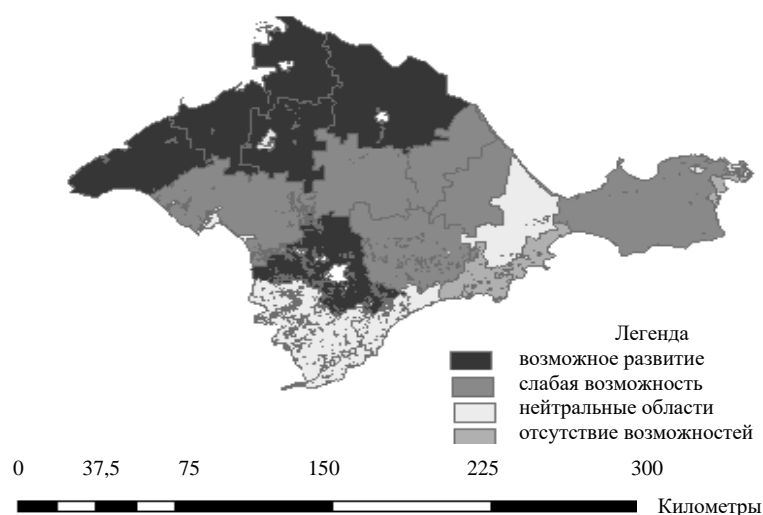 Легенда
возможное развитие
слабая возможность
нейтральные области
отсутствие возможностей
0 37,5 75 150 225 300
Километры